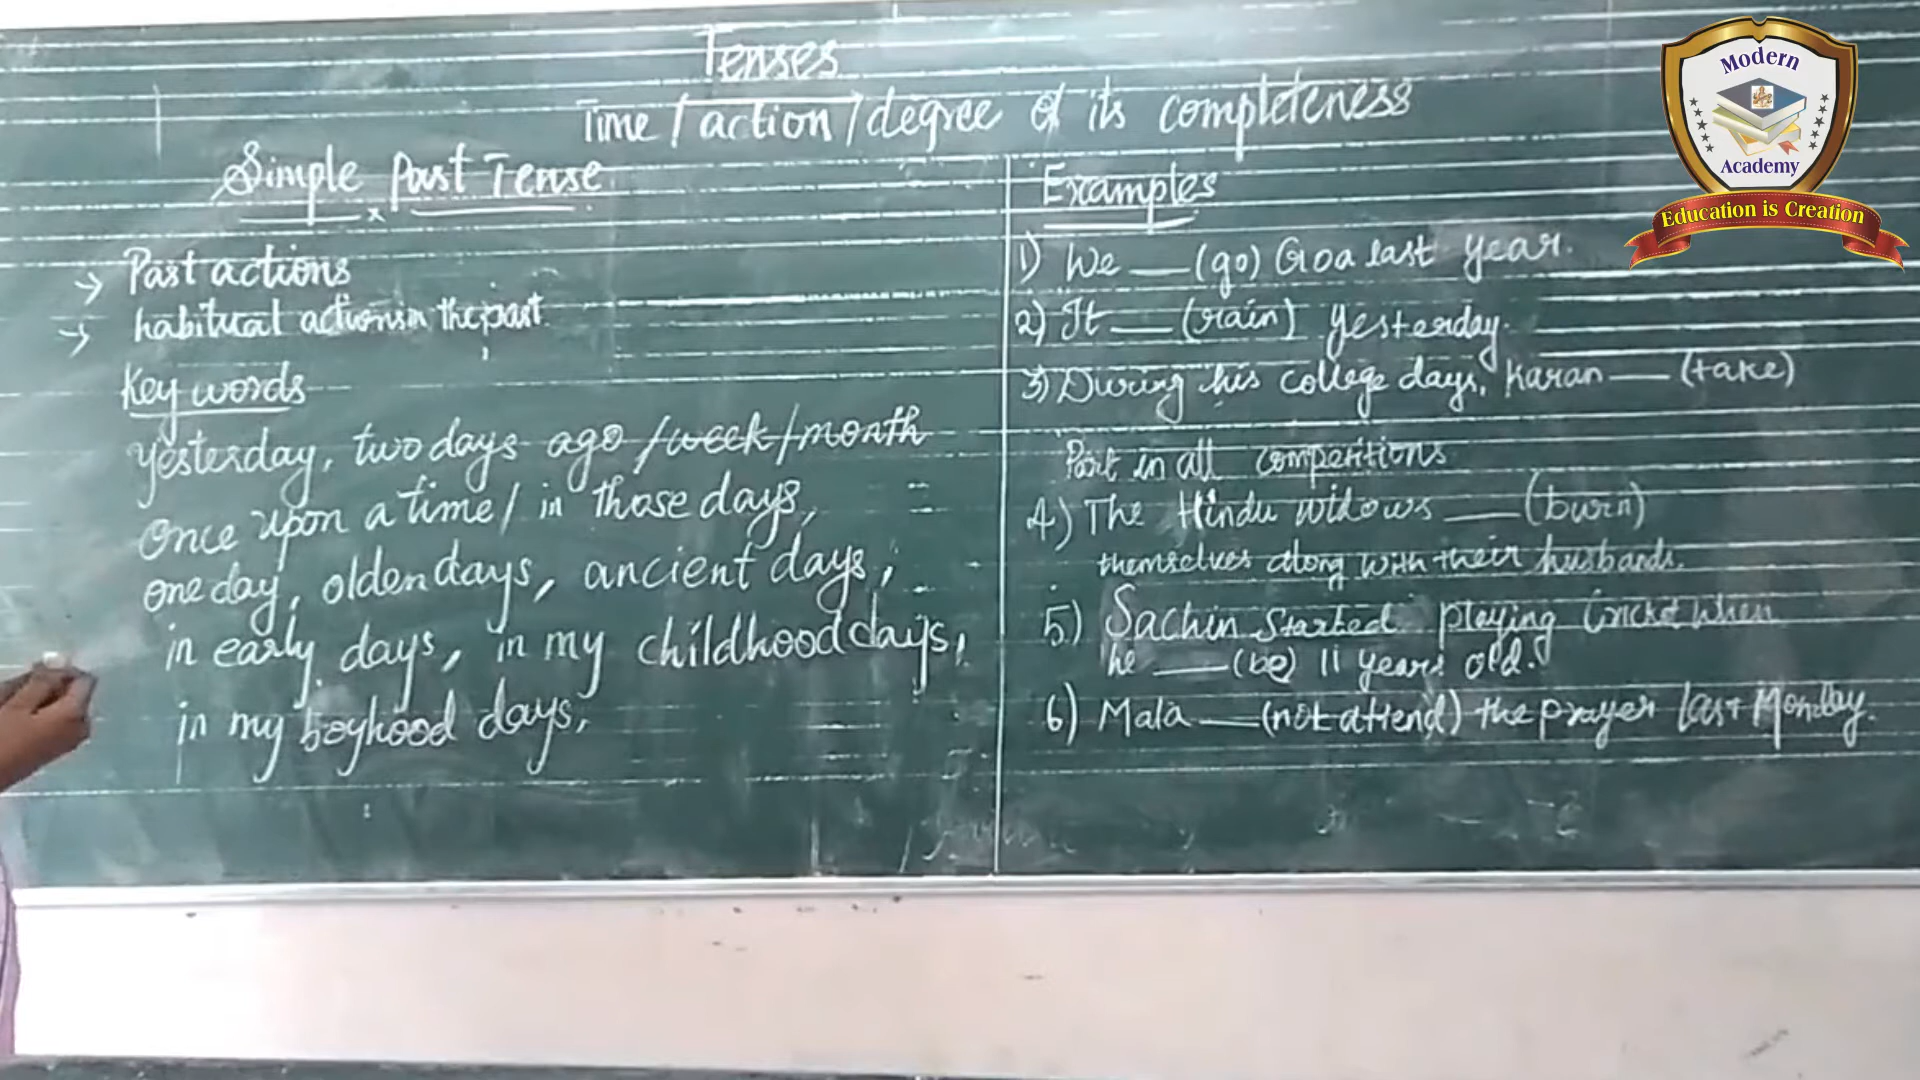 Tenses
Time / action / degree of its completeness
Simple Past Tense
→ Past actions
→ habitual actions in the past
Key words
Yesterday, two days ago /week/month
Once upon a time / in those days,
one day, olden days, ancient days,
in early days, in my childhood days,
in my boyhood days,
Examples
1) We ___ (go) Goa last year.
2) It ___ (rain) yesterday.
3) During his college days, Karan ___ (take)
Part in all competitions
4) The Hindu widows ___ (burn)
themselves along with their husbands.
5) Sachin started playing Cricket when
he ___ (be) 11 years old.
6) Mala ___ (not attend) the prayer last Monday.
Modern
Academy
Education is Creation